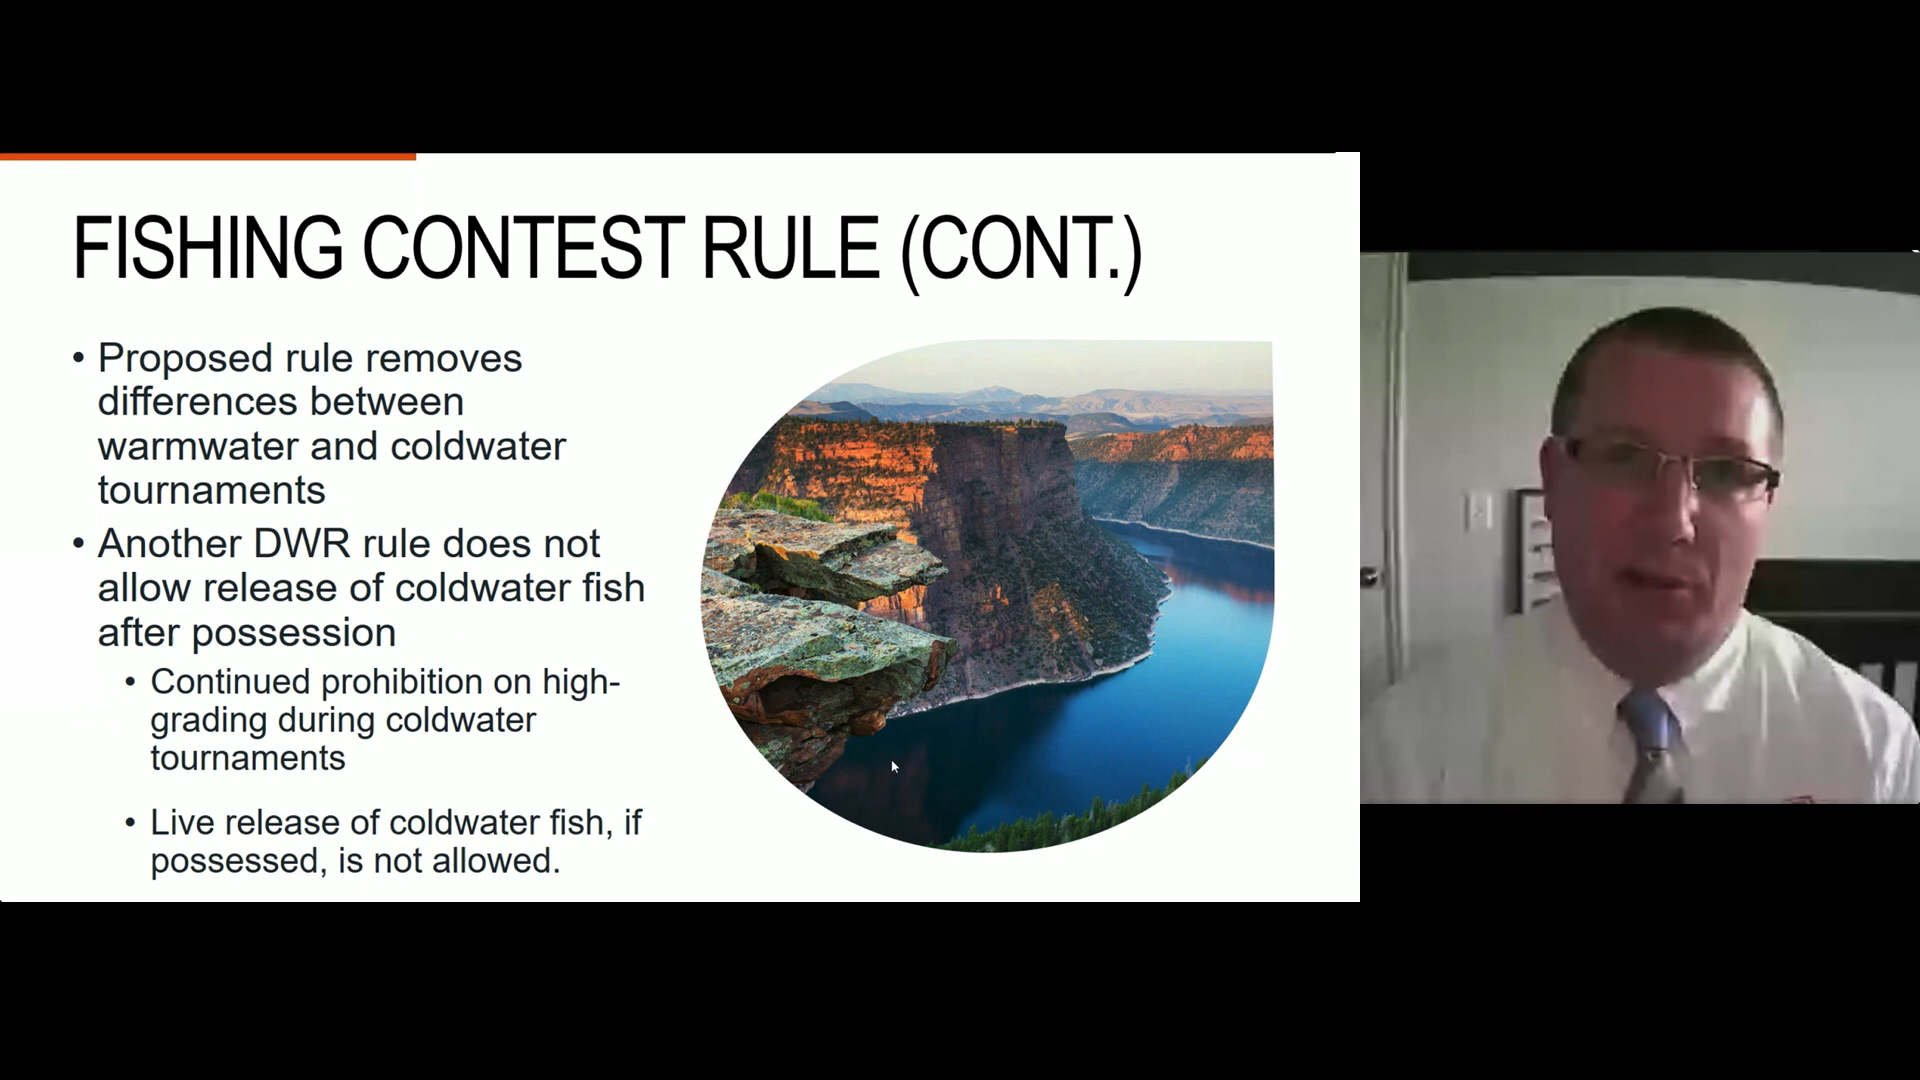 FISHING CONTEST RULE (CONT.)
• Proposed rule removes
differences between
warmwater and coldwater
tournaments
• Another DWR rule does not
allow release of coldwater fish
after possession
• Continued prohibition on high-
grading during coldwater
tournaments
• Live release of coldwater fish, if
possessed, is not allowed.